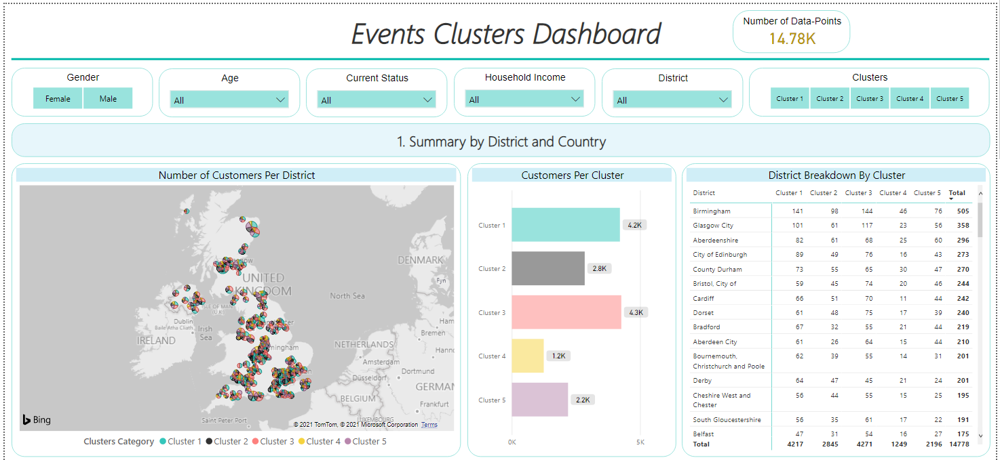 Events Clusters Dashboard
Number of Data-Points
14.78K
Gender
Female Male
Age
All
Current Status
All
Household Income
All
District
All
Clusters
Cluster 1 Cluster 2 Cluster 3 Cluster 4 Cluster 5
1. Summary by District and Country
Number of Customers Per District
UNITED
KINGDOM
DENMARK
Fyn
North Sea
ISLE OF MAN
(U.K.)
Dublin
Baile Átha Cliath
Irish
Sea
IRELAND
Ham
Bremen
NETHERLANDS
Hann
Amsterdam
Dortmund
Düsseldorf
GERMAN
BELGIUM
Frankfurt
LUXEMBOURG
Saint Peter Port
Bing
© 2021 TomTom, © 2021 Microsoft Corporation Terms
Clusters Category Cluster 1 Cluster 2 Cluster 3 Cluster 4 Cluster 5
Customers Per Cluster
Cluster 1 4.2K
Cluster 2 2.8K
Cluster 3 4.3K
Cluster 4 1.2K
Cluster 5 2.2K
0K 5K
District Breakdown By Cluster
District Cluster 1 Cluster 2 Cluster 3 Cluster 4 Cluster 5 Total
Birmingham 141 98 144 46 76 505
Glasgow City 101 61 117 23 56 358
Aberdeenshire 82 61 68 25 60 296
City of Edinburgh 89 49 76 16 43 273
County Durham 73 55 65 30 47 270
Bristol, City of 59 45 74 20 46 244
Cardiff 66 51 70 11 44 242
Dorset 61 48 75 17 39 240
Bradford 67 32 55 21 44 219
Aberdeen City 61 26 64 15 44 210
Bournemouth, 62 39 55 14 31 201
Christchurch and Poole
Derby 64 47 45 21 24 201
Cheshire West and 56 44 55 15 25 195
Chester
South Gloucestershire 56 35 61 17 22 191
Belfast 47 31 54 16 27 175
Total 4217 2845 4271 1249 2196 14778